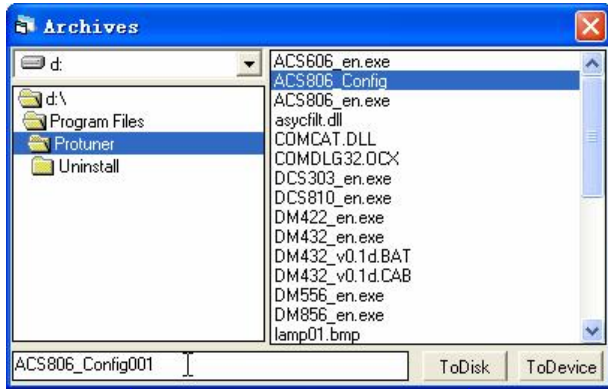 Archives
d:
d:\
Program Files
Protuner
Uninstall
ACS606_en.exe
ACS806_Config
ACS806_en.exe
asycfilt.dll
COMCAT.DLL
COMDLG32.OCX
DCS303_en.exe
DCS810_en.exe
DM422_en.exe
DM432_en.exe
DM432_v0.1d.BAT
DM432_v0.1d.CAB
DM556_en.exe
DM856_en.exe
lamp01.bmp
ACS806_Config001
ToDisk
ToDevice